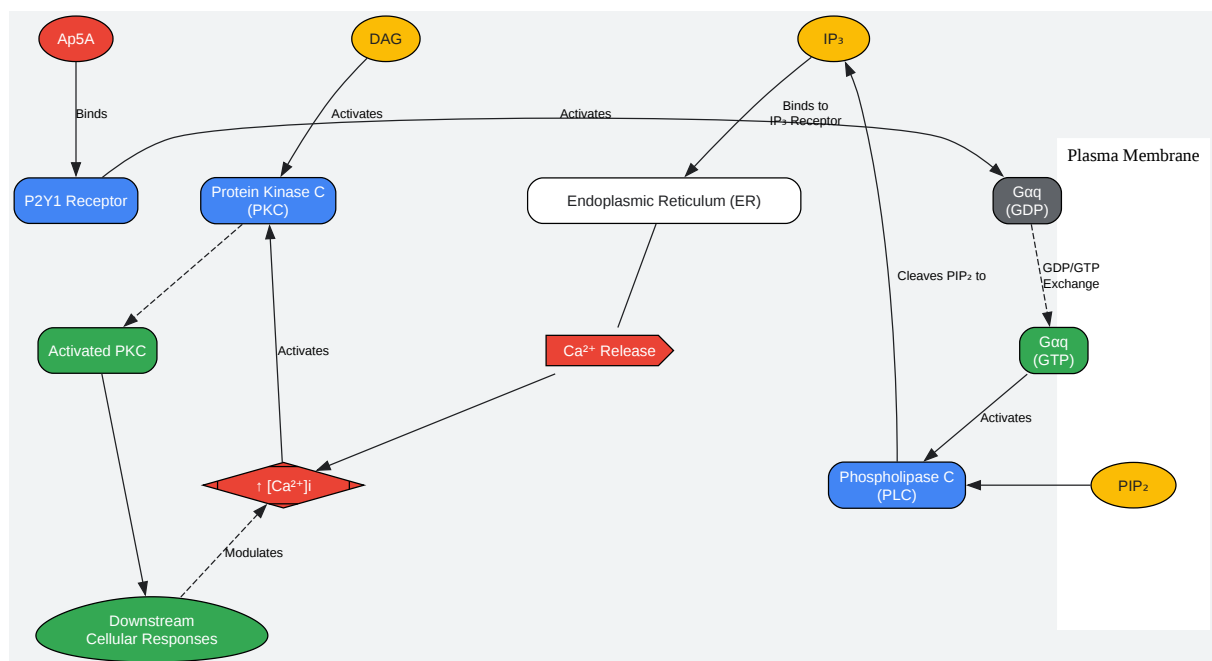 Ap5A
DAG
IP₃
Binds
Activates
Activates
Binds to
IP₃ Receptor
Plasma Membrane
P2Y1 Receptor
Protein Kinase C
(PKC)
Endoplasmic Reticulum (ER)
Gαq
(GDP)
Cleaves PIP₂ to
GDP/GTP
Exchange
Activated PKC
Activates
Ca²⁺ Release
Gαq
(GTP)
Activates
↑ [Ca²⁺]i
Phospholipase C
(PLC)
PIP₂
Modulates
Downstream
Cellular Responses